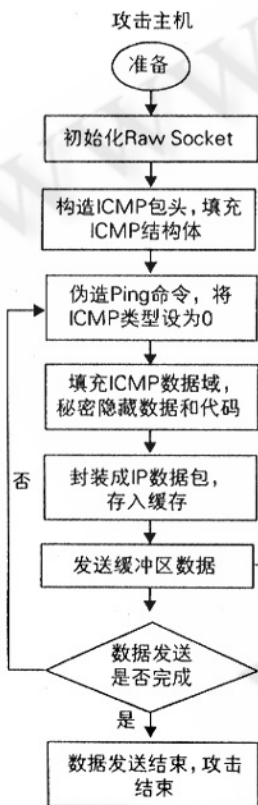 攻击主机
准备
初始化Raw Socket
构造ICMP包头，填充
ICMP结构体
伪造Ping命令，将
ICMP类型设为0
填充ICMP数据域，
秘密隐藏数据和代码
否
封装成IP数据包，
存入缓存
发送缓冲区数据
数据发送
是否完成
是
数据发送结束，攻击
结束